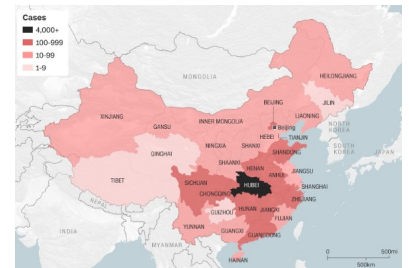 Cases
4,000+
100-999
10-99
1-9
MONGOLIA
HEILONGJIANG
JILIN
LIAONING
XINJIANG
GANSU
INNER MONGOLIA
BEIJING
Beijing
HEBEI
TIANJIN
NORTH
KOREA
SOUTH
KOREA
JAPAN
QINGHAI
NINGXIA
SHANXI
SHANDONG
SHAANXI
HENAN
JIANGSU
TIBET
SICHUAN
HUBEI
ANHUI
SHANGHAI
CHONGQING
ZHEJIANG
HUNAN
JIANGXI
GUIZHOU
FUJIAN
YUNNAN
GUANGXI
GUANGDONG
HAINAN
NEPAL
INDIA
MYANMAR
0
500mi
500km